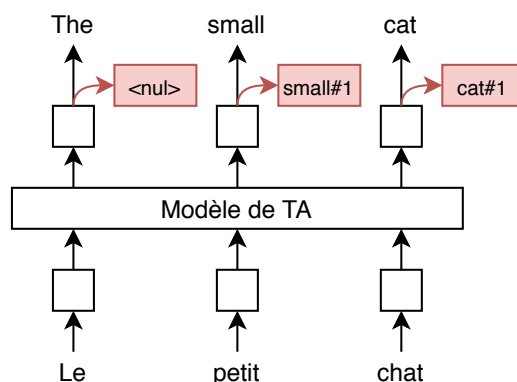 The small cat
<nul> small#1 cat#1
Modèle de TA
Le petit chat